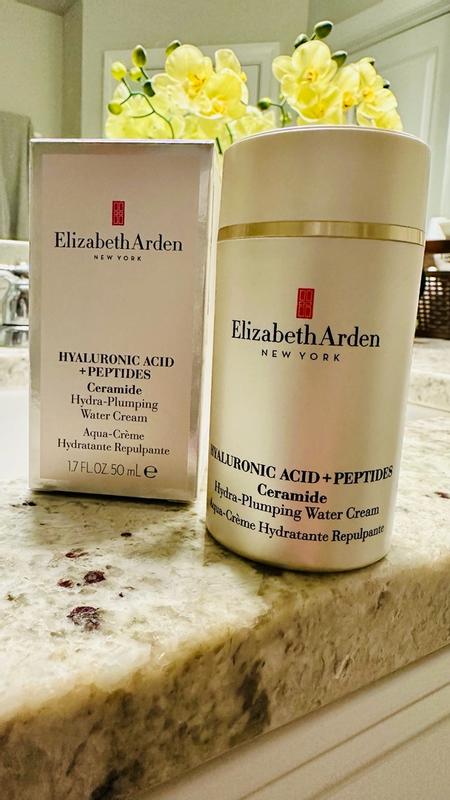 Elizabeth Arden
NEW YORK
HYALURONIC ACID
+PEPTIDES
Ceramide
Hydra-Plumping
Water Cream
Aqua-Crème
Hydratante Repulpante
1.7 FL.OZ. 50 mL e
Elizabeth Arden
NEW YORK
HYALURONIC ACID+PEPTIDES
Ceramide
Hydra-Plumping Water Cream
Aqua-Crème Hydratante Repulpante